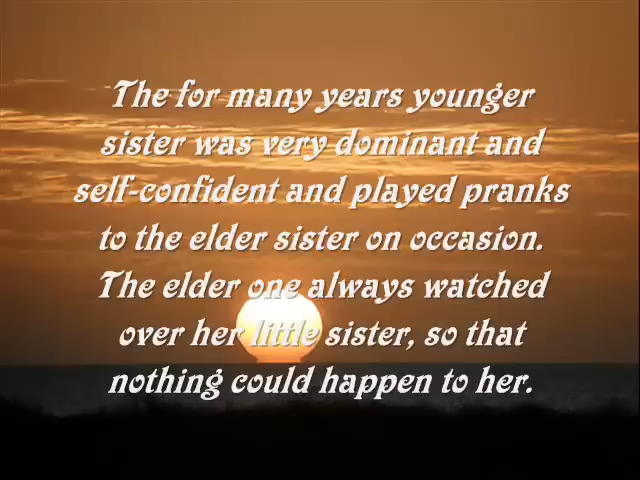 The for many years younger
sister was very dominant and
self-confident and played pranks
to the elder sister on occasion.
The elder one always watched
over her little sister, so that
nothing could happen to her.